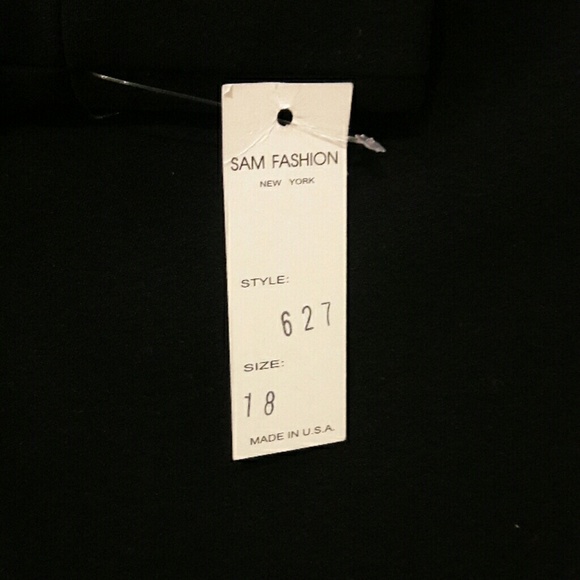 SAM FASHION
NEW YORK
STYLE:
627
SIZE:
18
MADE IN U.S.A.